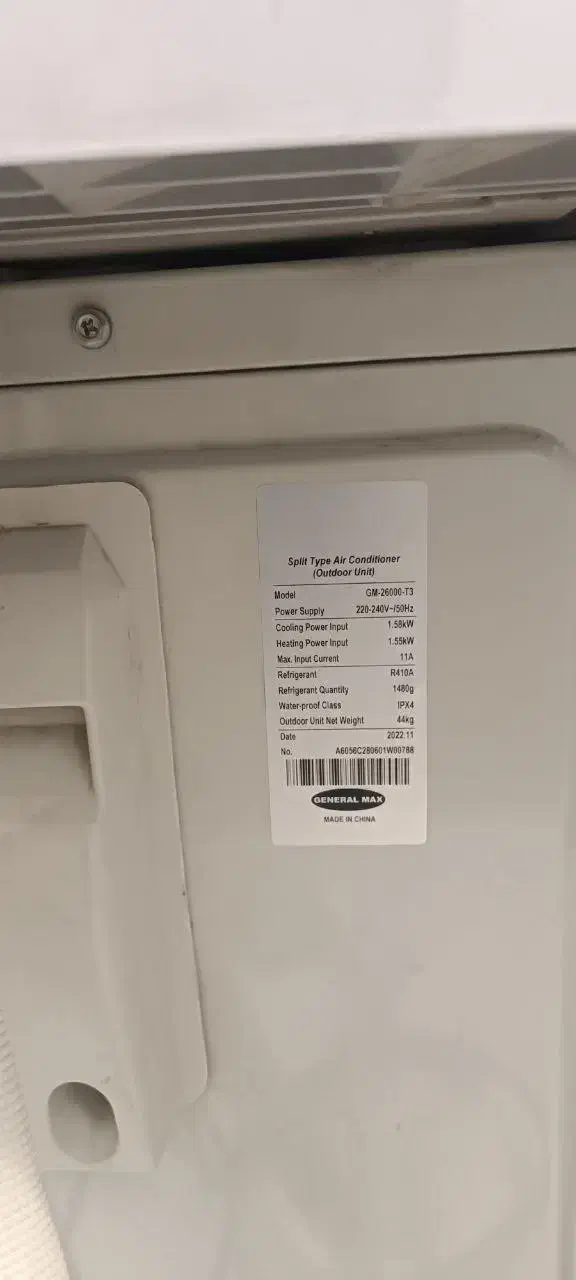 Split Type Air Conditioner
(Outdoor Unit)
Model GM-26000-T3
Power Supply 220-240V~/50Hz
Cooling Power Input 1.58kW
Heating Power Input 1.55kW
Max. Input Current 11A
Refrigerant R410A
Refrigerant Quantity 1480g
Water-proof Class IPX4
Outdoor Unit Net Weight 44kg
Date 2022.11
No. A6056C280601W00788
GENERAL MAX
MADE IN CHINA